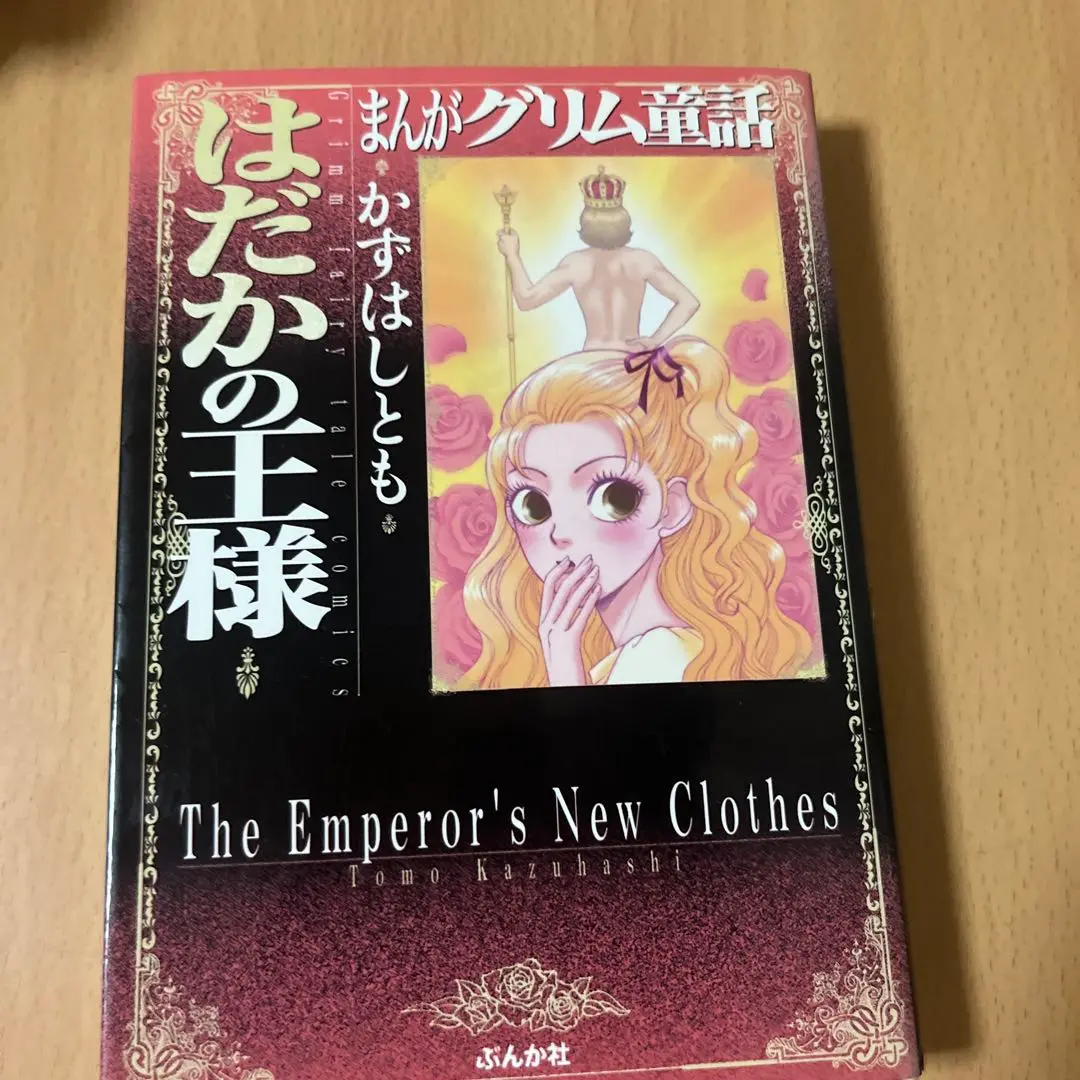 まんがグリム童話
はだかの王様
Grimm fairy tale comics
かずはしとも
The Emperor's New Clothes
Tomo Kazuhashi
ぶんか社